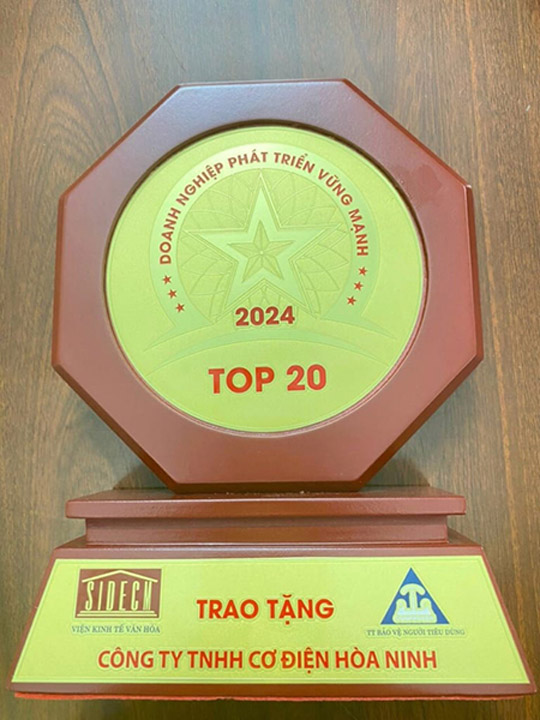 DOANH NGHIỆP PHÁT TRIỂN VỮNG MẠNH
2024
TOP 20
SIDECM
VIỆN KINH TẾ VĂN HÓA
TRAO TẶNG
TT BẢO VỆ NGƯỜI TIÊU DÙNG
CÔNG TY TNHH CƠ ĐIỆN HÒA NINH